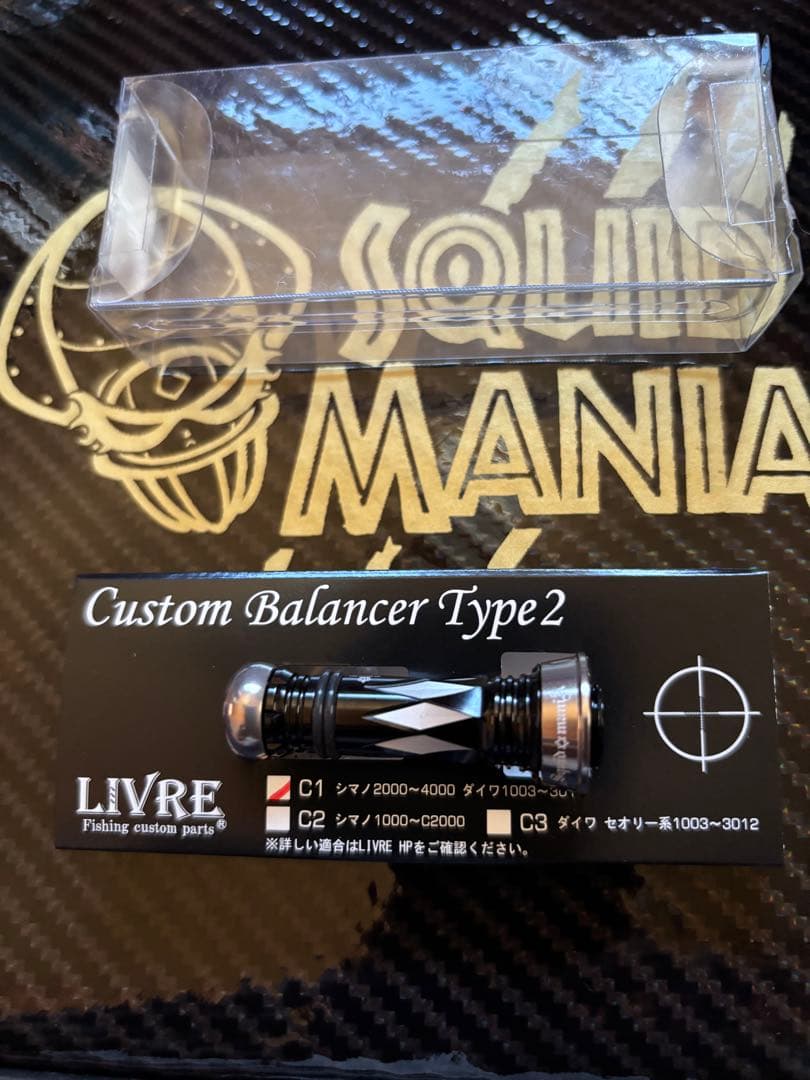 SQUID
MANIA
Custom Balancer Type2
Squid☆mania
LIVRE
Fishing custom parts®
C1 シマノ2000～4000 ダイワ1003～301
C2 シマノ1000～C2000 C3 ダイワ セオリー系1003～3012
※詳しい適合はLIVRE HPをご確認ください。